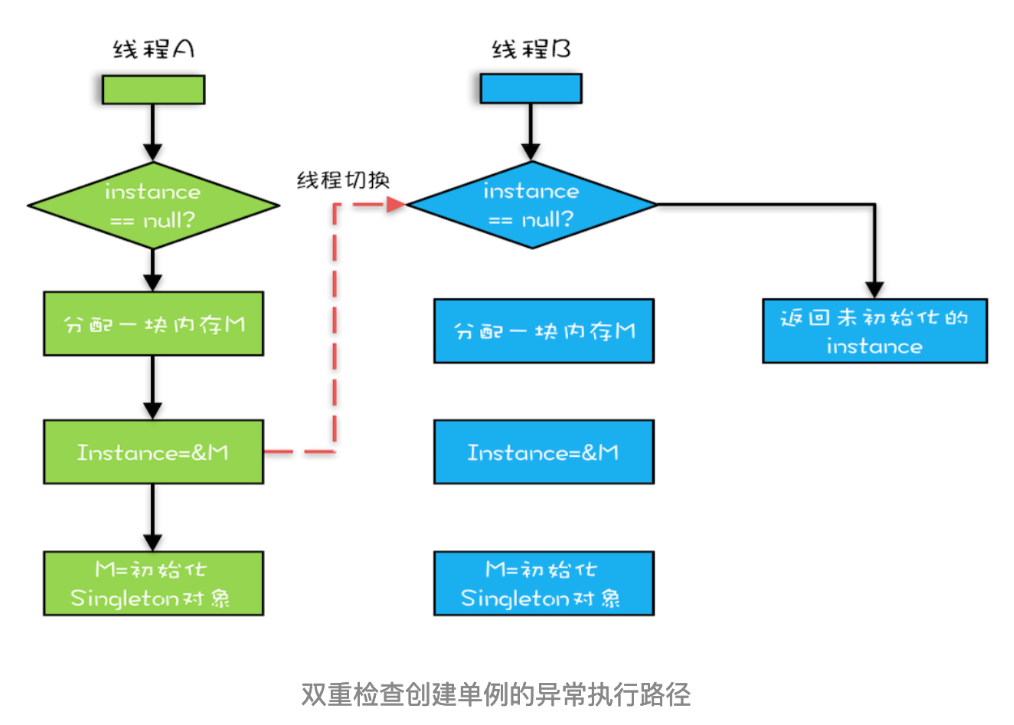 线程A
线程B
线程切换
instance
== null?
instance
== null?
分配一块内存M
分配一块内存M
返回未初始化的
instance
Instance=&M
Instance=&M
M=初始化
Singleton对象
M=初始化
Singleton对象
双重检查创建单例的异常执行路径